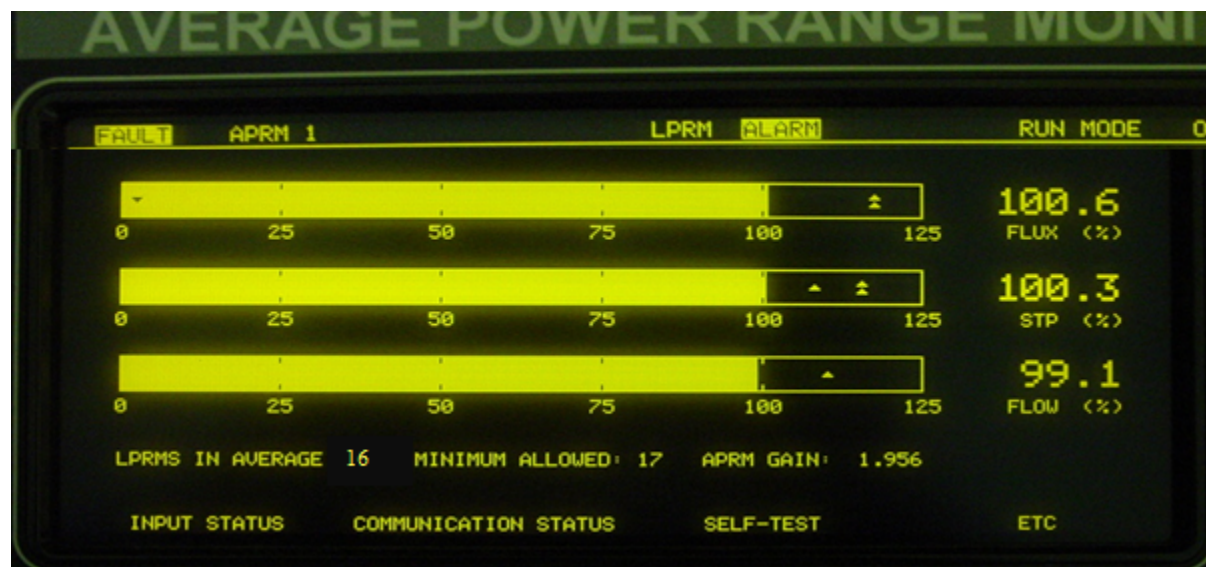 AVERAGE POWER RANGE MONI
FAULT APRM 1 LPRM ALARM RUN MODE
0 25 50 75 100 125
100.6
FLUX (%)
0 25 50 75 100 125
100.3
STP (%)
0 25 50 75 100 125
99.1
FLOW (%)
LPRMS IN AVERAGE 16 MINIMUM ALLOWED: 17 APRM GAIN: 1.956
INPUT STATUS COMMUNICATION STATUS SELF-TEST ETC